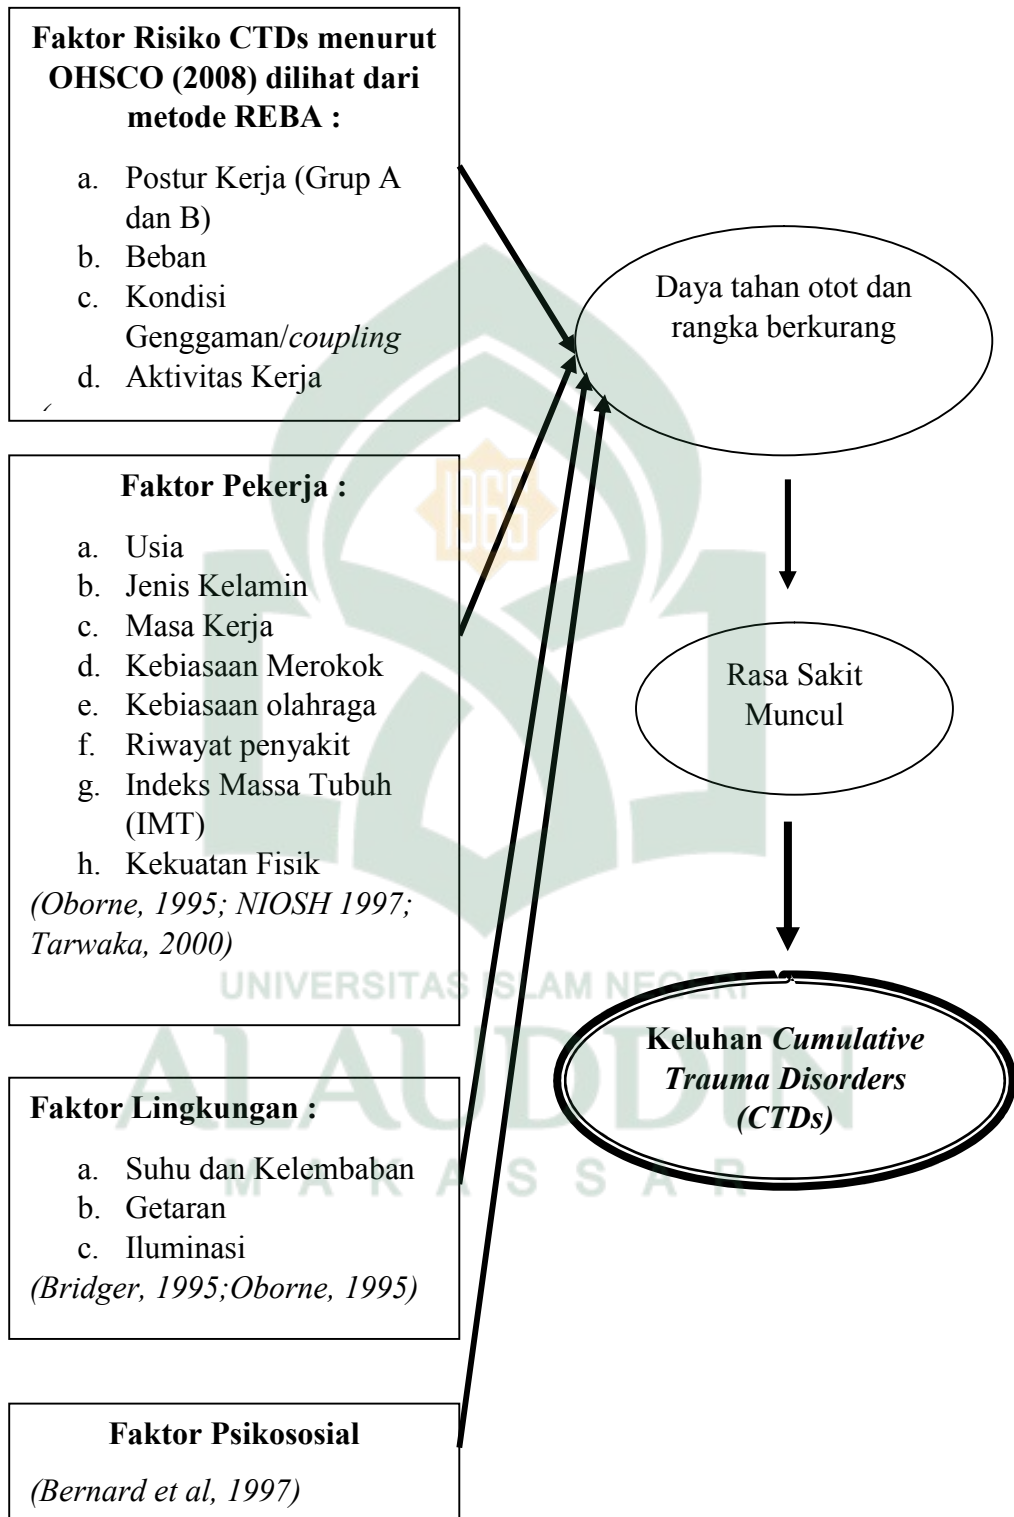 Faktor Risiko CTDs menurut
OHSCO (2008) dilihat dari
metode REBA :
a. Postur Kerja (Grup A
dan B)
b. Beban
c. Kondisi
Genggaman/coupling
d. Aktivitas Kerja
Faktor Pekerja :
a. Usia
b. Jenis Kelamin
c. Masa Kerja
d. Kebiasaan Merokok
e. Kebiasaan olahraga
f. Riwayat penyakit
g. Indeks Massa Tubuh
(IMT)
h. Kekuatan Fisik
(Oborne, 1995; NIOSH 1997;
Tarwaka, 2000)
Faktor Lingkungan :
a. Suhu dan Kelembaban
b. Getaran
c. Iluminasi
(Bridger, 1995;Oborne, 1995)
Faktor Psikososial
(Bernard et al, 1997)
Daya tahan otot dan
rangka berkurang
Rasa Sakit
Muncul
Keluhan Cumulative
Trauma Disorders
(CTDs)
1965
UNIVERSITAS ISLAM NEGERI
ALAUDDIN
MAKASSAR